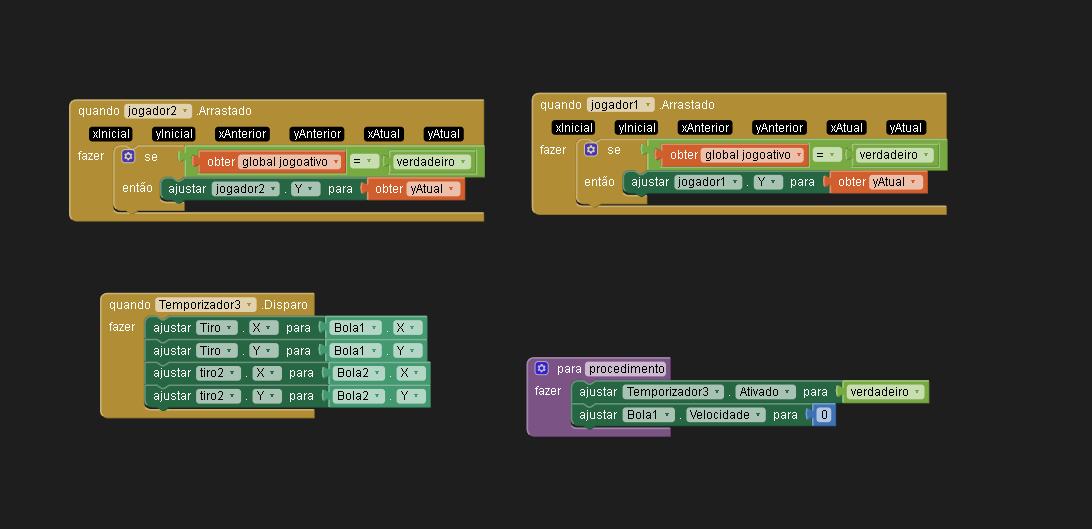 quando jogador2 .Arrastado
xInicial yInicial xAnterior yAnterior xAtual yAtual
fazer se obter global jogoativo = verdadeiro
então ajustar jogador2 . Y para obter yAtual
quando jogador1 .Arrastado
xInicial yInicial xAnterior yAnterior xAtual yAtual
fazer se obter global jogoativo = verdadeiro
então ajustar jogador1 . Y para obter yAtual
quando Temporizador3 .Disparo
fazer ajustar Tiro . X para Bola1 . X
ajustar Tiro . Y para Bola1 . Y
ajustar tiro2 . X para Bola2 . X
ajustar tiro2 . Y para Bola2 . Y
para procedimento
fazer ajustar Temporizador3 . Ativado para verdadeiro
ajustar Bola1 . Velocidade para 0